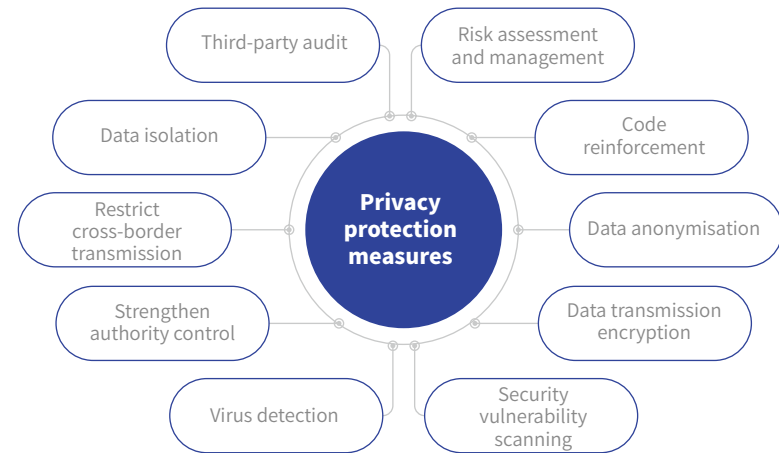 Third-party audit
Risk assessment
and management
Data isolation
Code
reinforcement
Privacy
protection
measures
Restrict
cross-border
transmission
Data anonymisation
Strengthen
authority control
Data transmission
encryption
Virus detection
Security
vulnerability
scanning